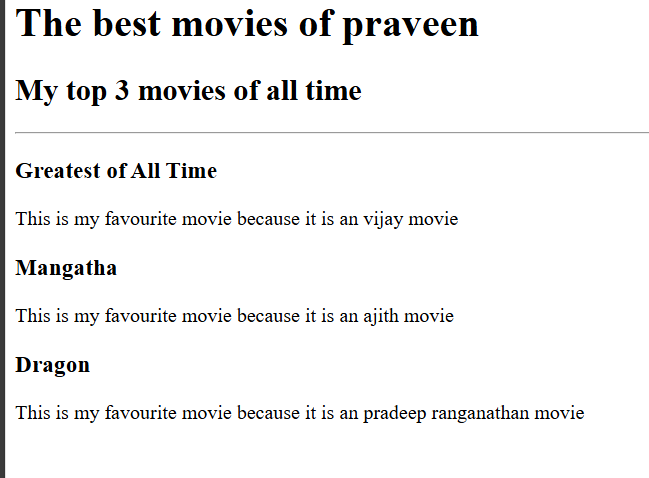 The best movies of praveen
My top 3 movies of all time
Greatest of All Time
This is my favourite movie because it is an vijay movie
Mangatha
This is my favourite movie because it is an ajith movie
Dragon
This is my favourite movie because it is an pradeep ranganathan movie